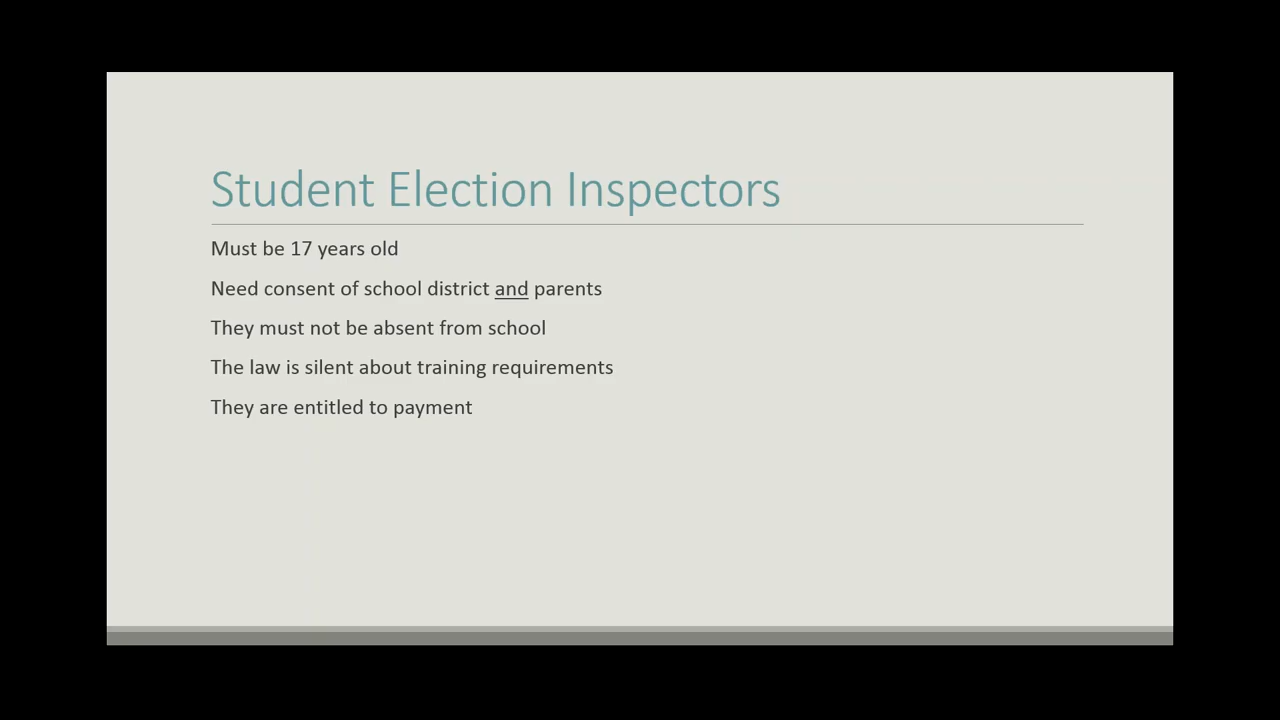 Student Election Inspectors
Must be 17 years old
Need consent of school district and parents
They must not be absent from school
The law is silent about training requirements
They are entitled to payment